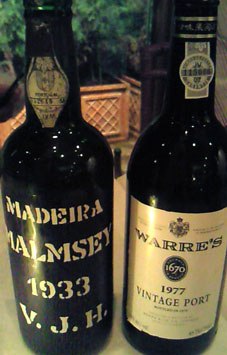 MADEIRA
MALMSEY
1933
V. J. H.
WARRE'S
1670
1977
VINTAGE PORT